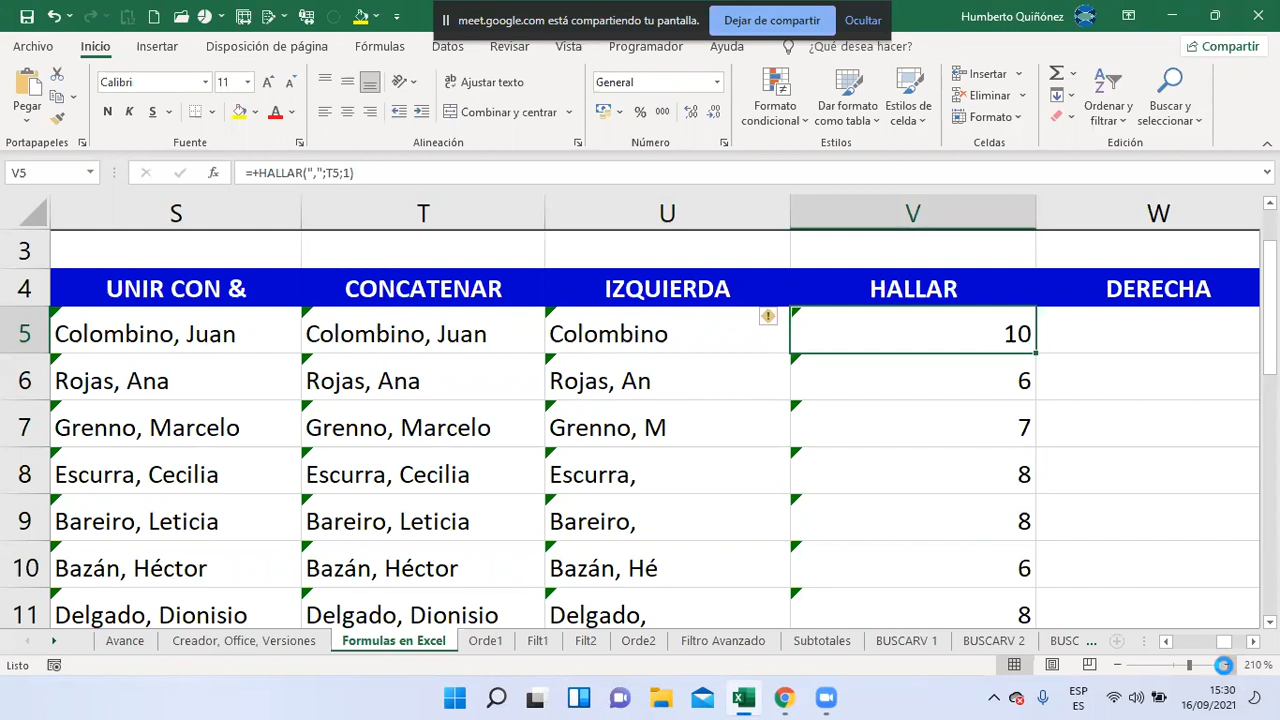 meet.google.com está compartiendo tu pantalla. Dejar de compartir Ocultar
Humberto Quiñónez
Archivo Inicio Insertar Disposición de página Fórmulas Datos Revisar Vista Programador Ayuda ¿Qué desea hacer? Compartir
Pegar
Calibri 11
N K S
Ajustar texto
Combinar y centrar
General
% 000
Formato condicional
Dar formato como tabla
Estilos de celda
Insertar
Eliminar
Formato
Ordenar y filtrar
Buscar y seleccionar
Portapapeles Fuente Alineación Número Estilos Celdas Edición
V5 fx =+HALLAR(",";T5;1)
S T U V W
3
4 UNIR CON & CONCATENAR IZQUIERDA HALLAR DERECHA
5 Colombino, Juan Colombino, Juan Colombino 10
6 Rojas, Ana Rojas, Ana Rojas, An 6
7 Grenno, Marcelo Grenno, Marcelo Grenno, M 7
8 Escurra, Cecilia Escurra, Cecilia Escurra, 8
9 Bareiro, Leticia Bareiro, Leticia Bareiro, 8
10 Bazán, Héctor Bazán, Héctor Bazán, Hé 6
11 Delgado, Dionisio Delgado, Dionisio Delgado, 8
Avance Creador, Office, Versiones Formulas en Excel Orde1 Filt1 Filt2 Orde2 Filtro Avanzado Subtotales BUSCARV 1 BUSCARV 2 BUSC ...
Listo 210 %
ESP
ES
15:30
16/09/2021